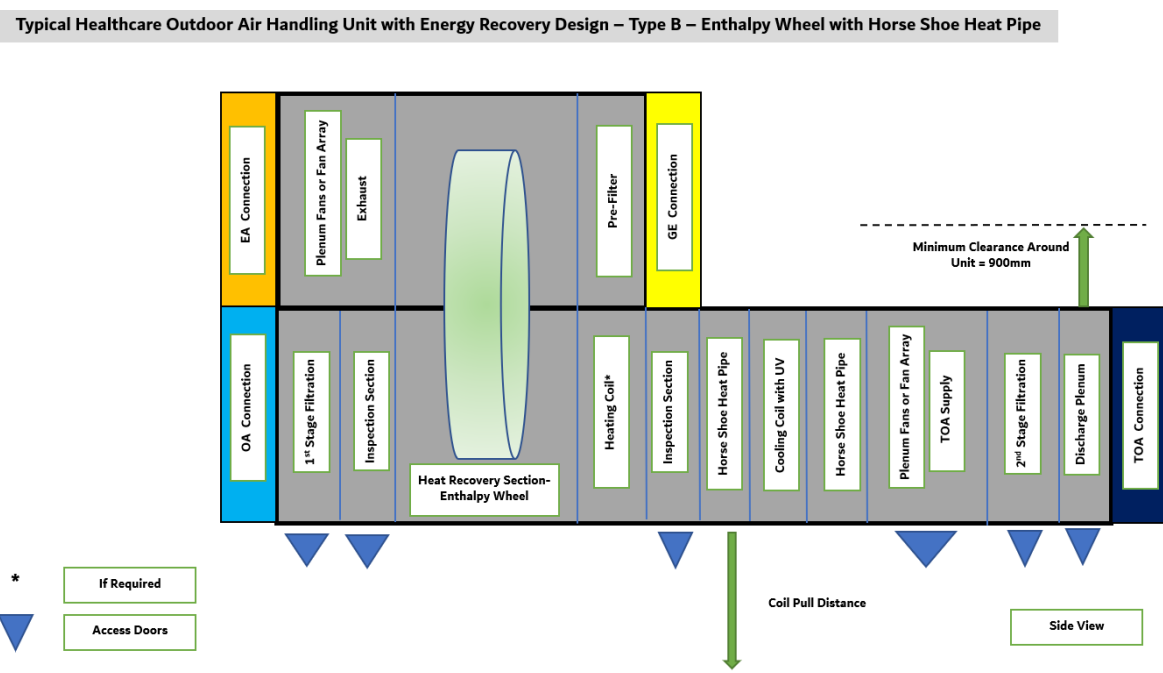 Typical Healthcare Outdoor Air Handling Unit with Energy Recovery Design – Type B – Enthalpy Wheel with Horse Shoe Heat Pipe
EA Connection
Plenum Fans or Fan Array
Exhaust
Pre-Filter
GE Connection
Minimum Clearance Around
Unit = 900mm
OA Connection
1st Stage Filtration
Inspection Section
Heat Recovery Section-
Enthalpy Wheel
Heating Coil*
Inspection Section
Horse Shoe Heat Pipe
Cooling Coil with UV
Horse Shoe Heat Pipe
Plenum Fans or Fan Array
TOA Supply
2nd Stage Filtration
Discharge Plenum
TOA Connection
*
If Required
Access Doors
Coil Pull Distance
Side View